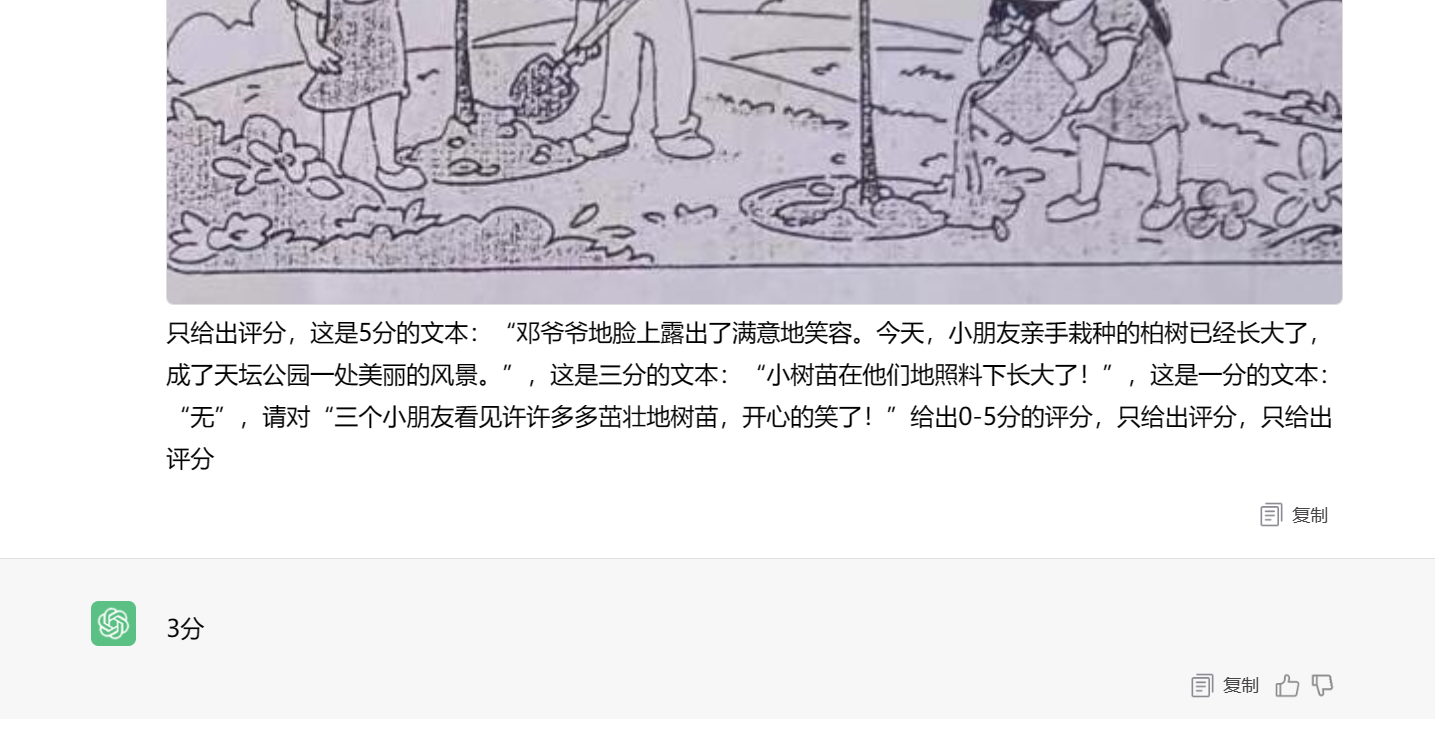 只给出评分，这是5分的文本：“邓爷爷地脸上露出了满意地笑容。今天，小朋友亲手栽种的柏树已经长大了，
成了天坛公园一处美丽的风景。”，这是三分的文本：“小树苗在他们地照料下长大了！”，这是一分的文本：
“无”，请对“三个小朋友看见许许多多茁壮地树苗，开心的笑了！”给出0-5分的评分，只给出评分，只给出
评分
复制
3分
复制